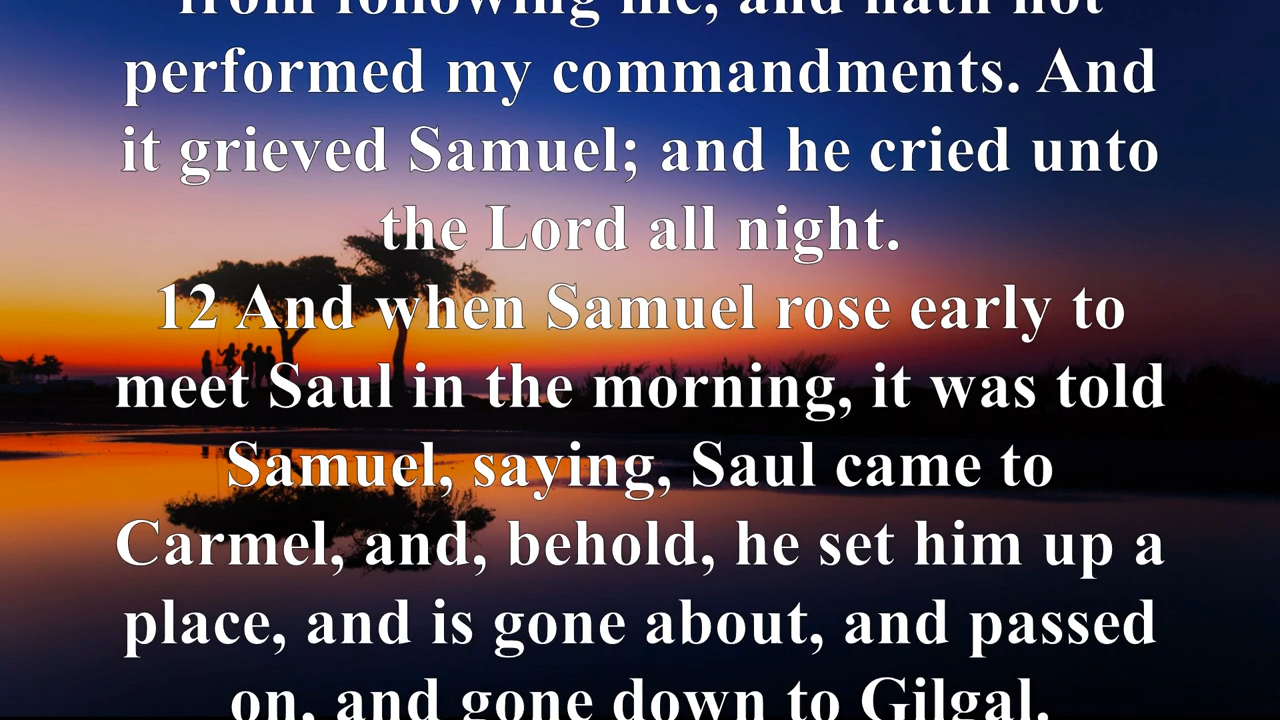 from following me, and hath not
performed my commandments. And
it grieved Samuel; and he cried unto
the Lord all night.
12 And when Samuel rose early to
meet Saul in the morning, it was told
Samuel, saying, Saul came to
Carmel, and, behold, he set him up a
place, and is gone about, and passed
on, and gone down to Gilgal.